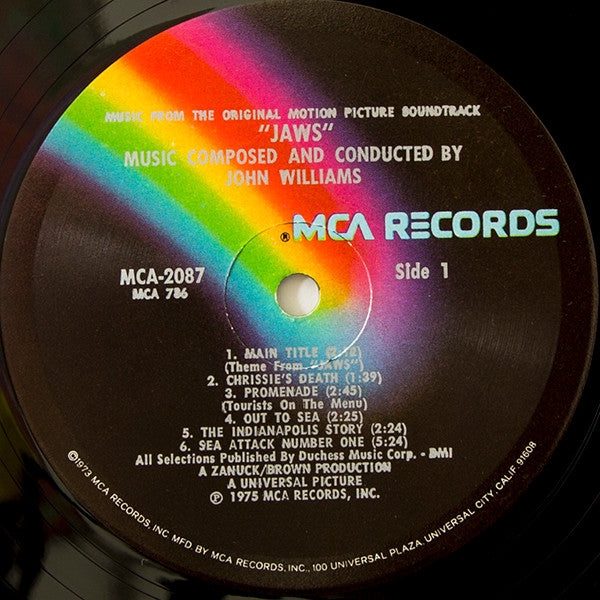 MUSIC FROM THE ORIGINAL MOTION PICTURE SOUNDTRACK
"JAWS"
MUSIC COMPOSED AND CONDUCTED BY
JOHN WILLIAMS
® MCA RECORDS
MCA-2087
MCA 786
Side 1
1. MAIN TITLE (2:12)
(Theme From "JAWS")
2. CHRISSIE'S DEATH (1:39)
3. PROMENADE (2:45)
(Tourists On The Menu)
4. OUT TO SEA (2:25)
5. THE INDIANAPOLIS STORY (2:24)
6. SEA ATTACK NUMBER ONE (5:24)
All Selections Published By Duchess Music Corp. - BMI
A ZANUCK/BROWN PRODUCTION
A UNIVERSAL PICTURE
℗ 1975 MCA RECORDS, INC.
©1973 MCA RECORDS, INC MFD. BY MCA RECORDS, INC., 100 UNIVERSAL PLAZA, UNIVERSAL CITY, CALIF. 91608